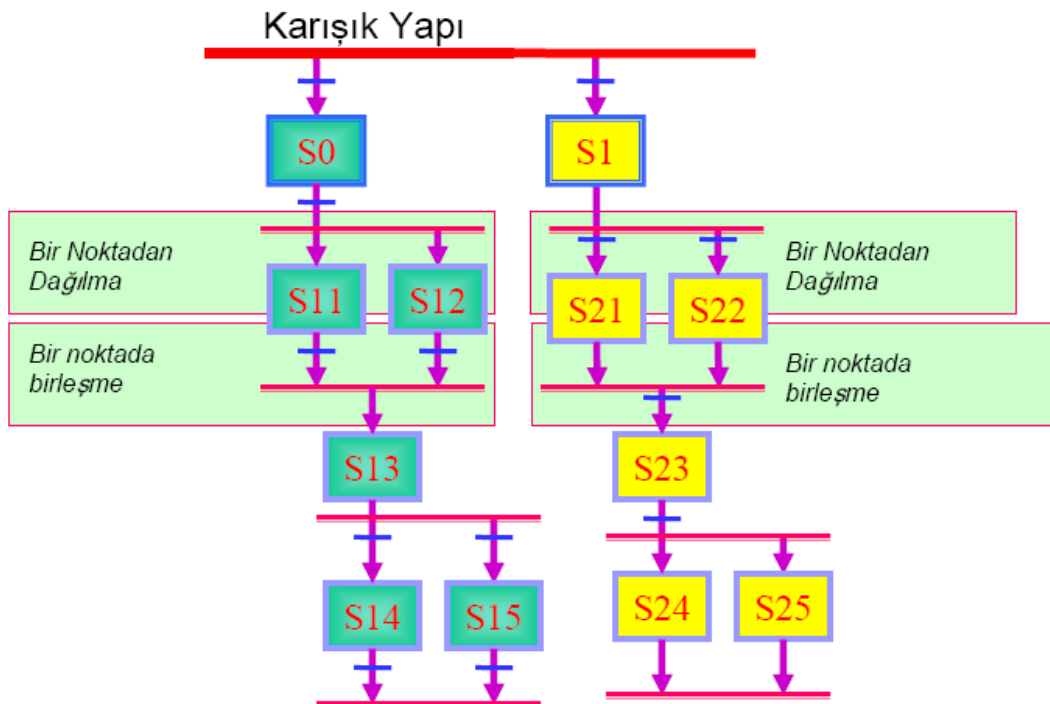 Karışık Yapı
S0
S1
Bir Noktadan
Dağılma
Bir Noktadan
Dağılma
S11
S12
S21
S22
Bir noktada
birleşme
Bir noktada
birleşme
S13
S23
S14
S15
S24
S25